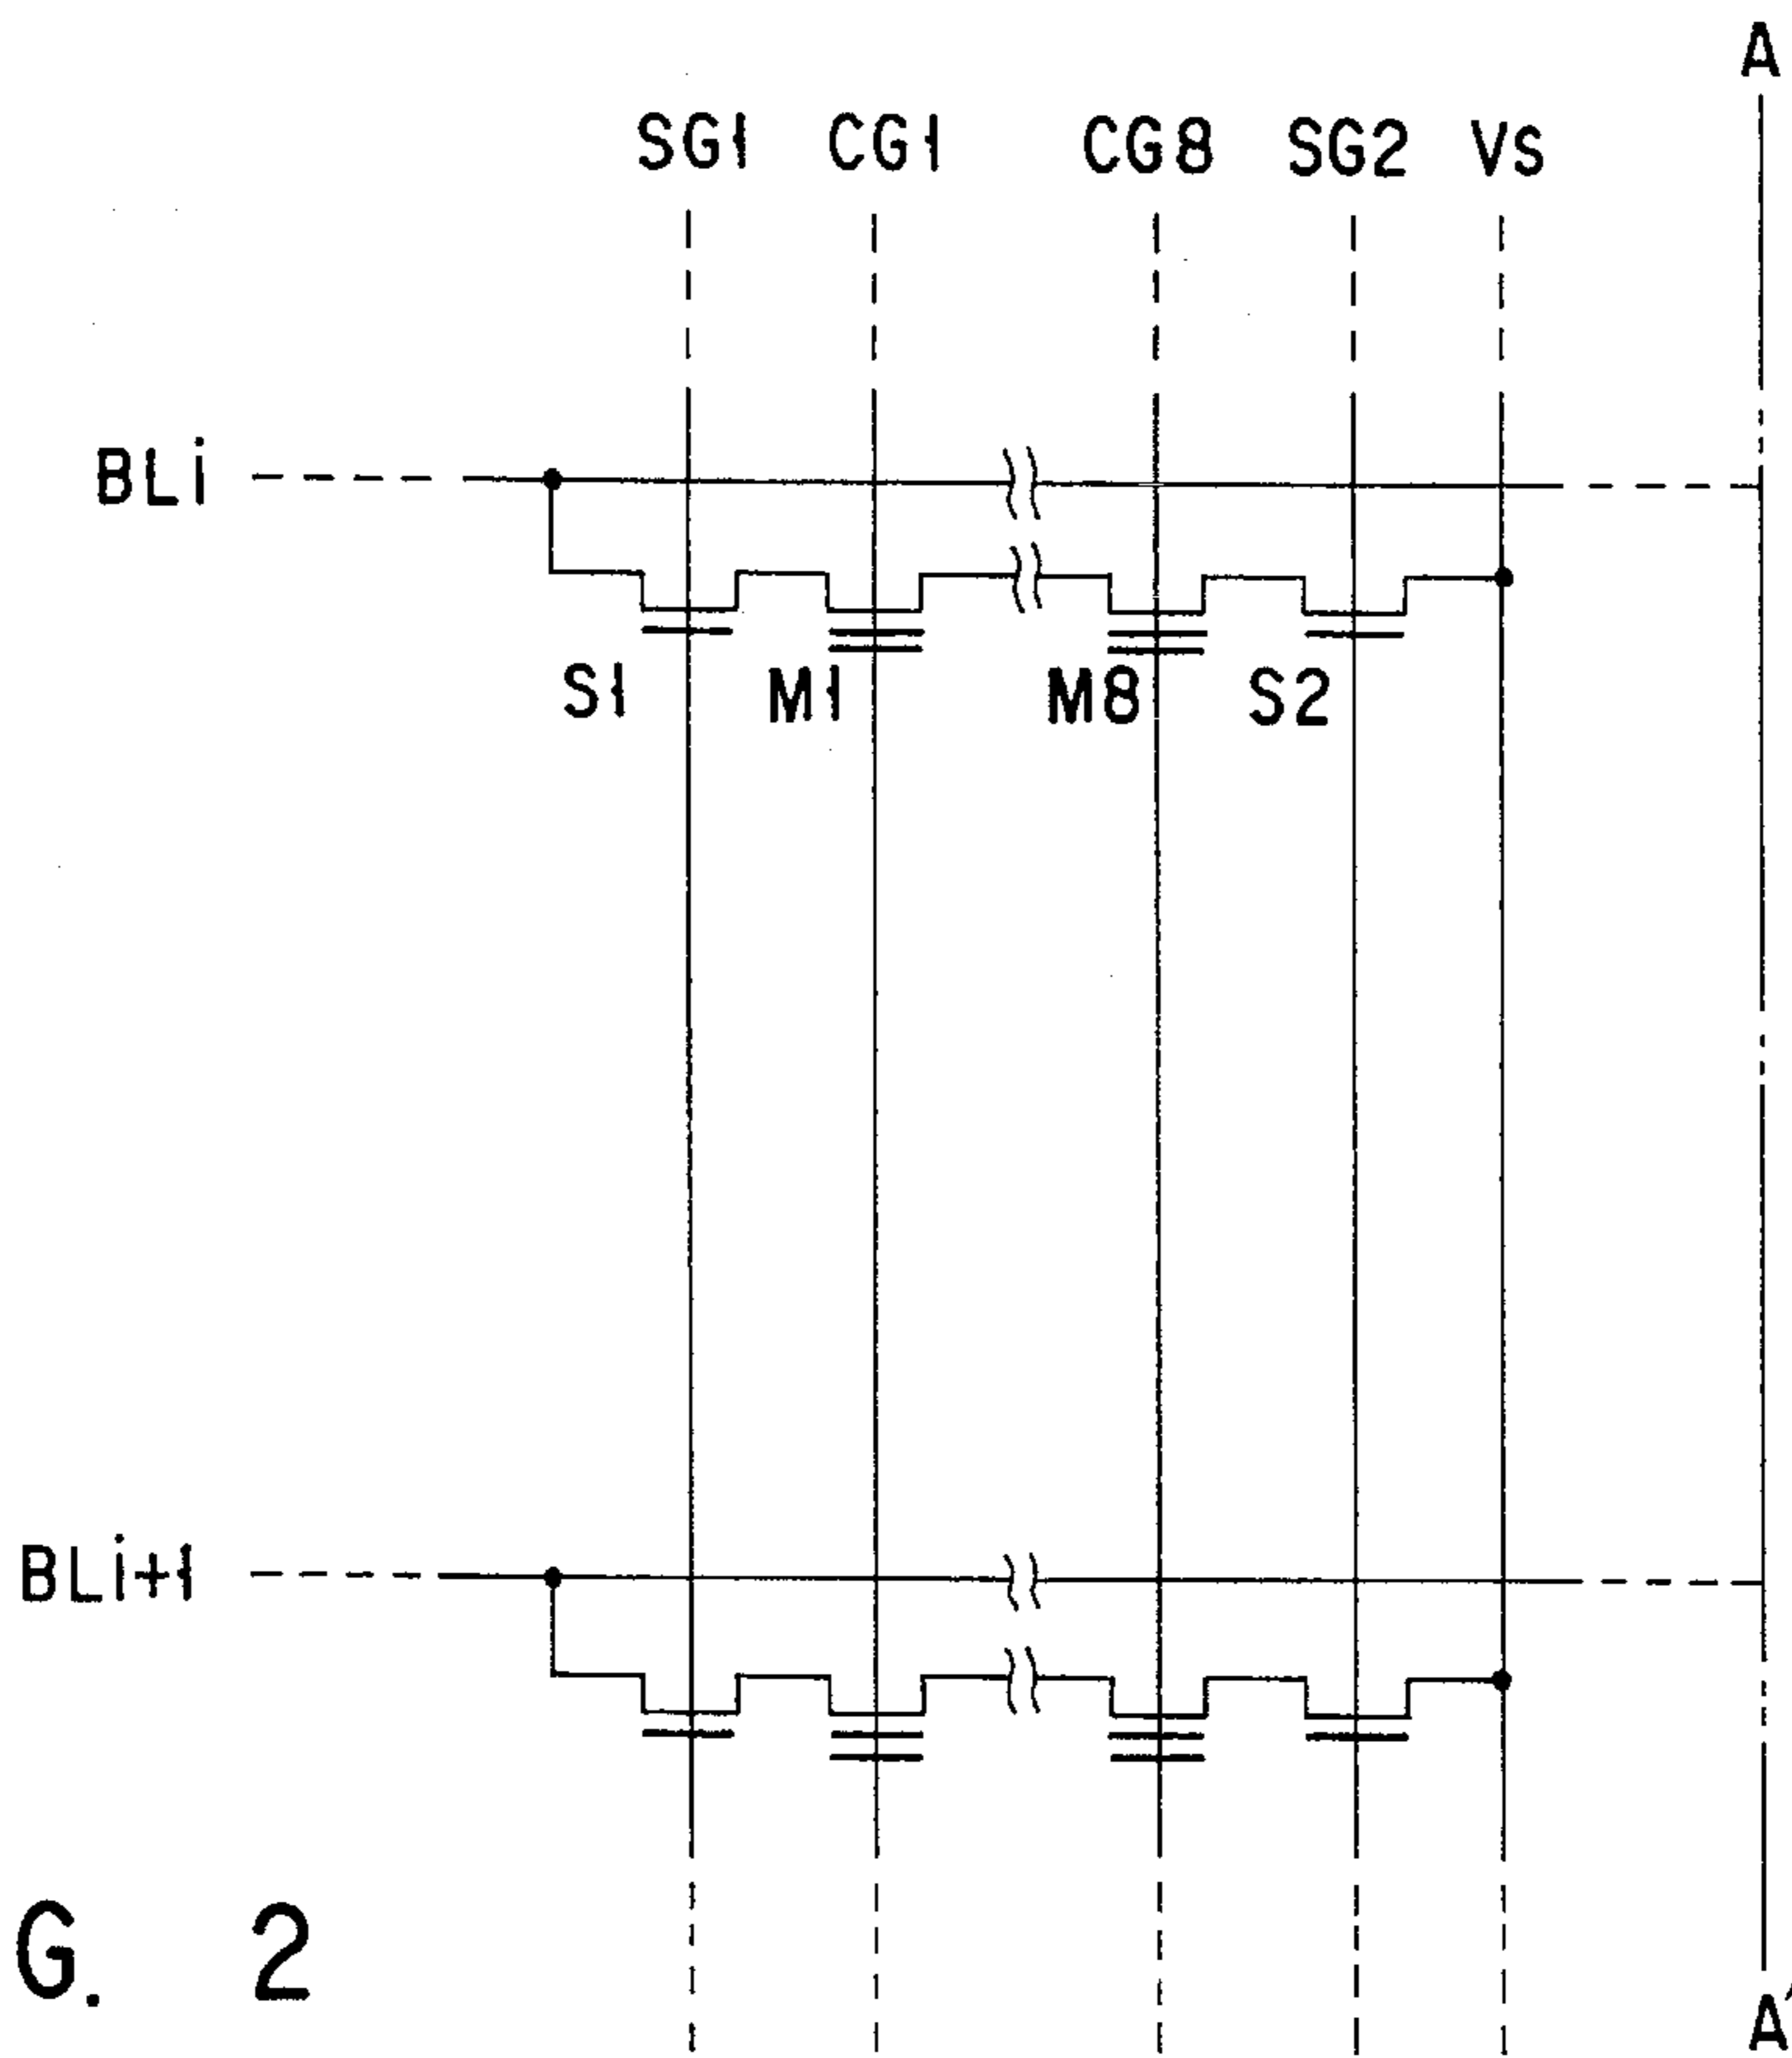 A
SG1 CG1 CG8 SG2 Vs
BLi
S1 M1 M8 S2
BLi+1
G. 2
A'